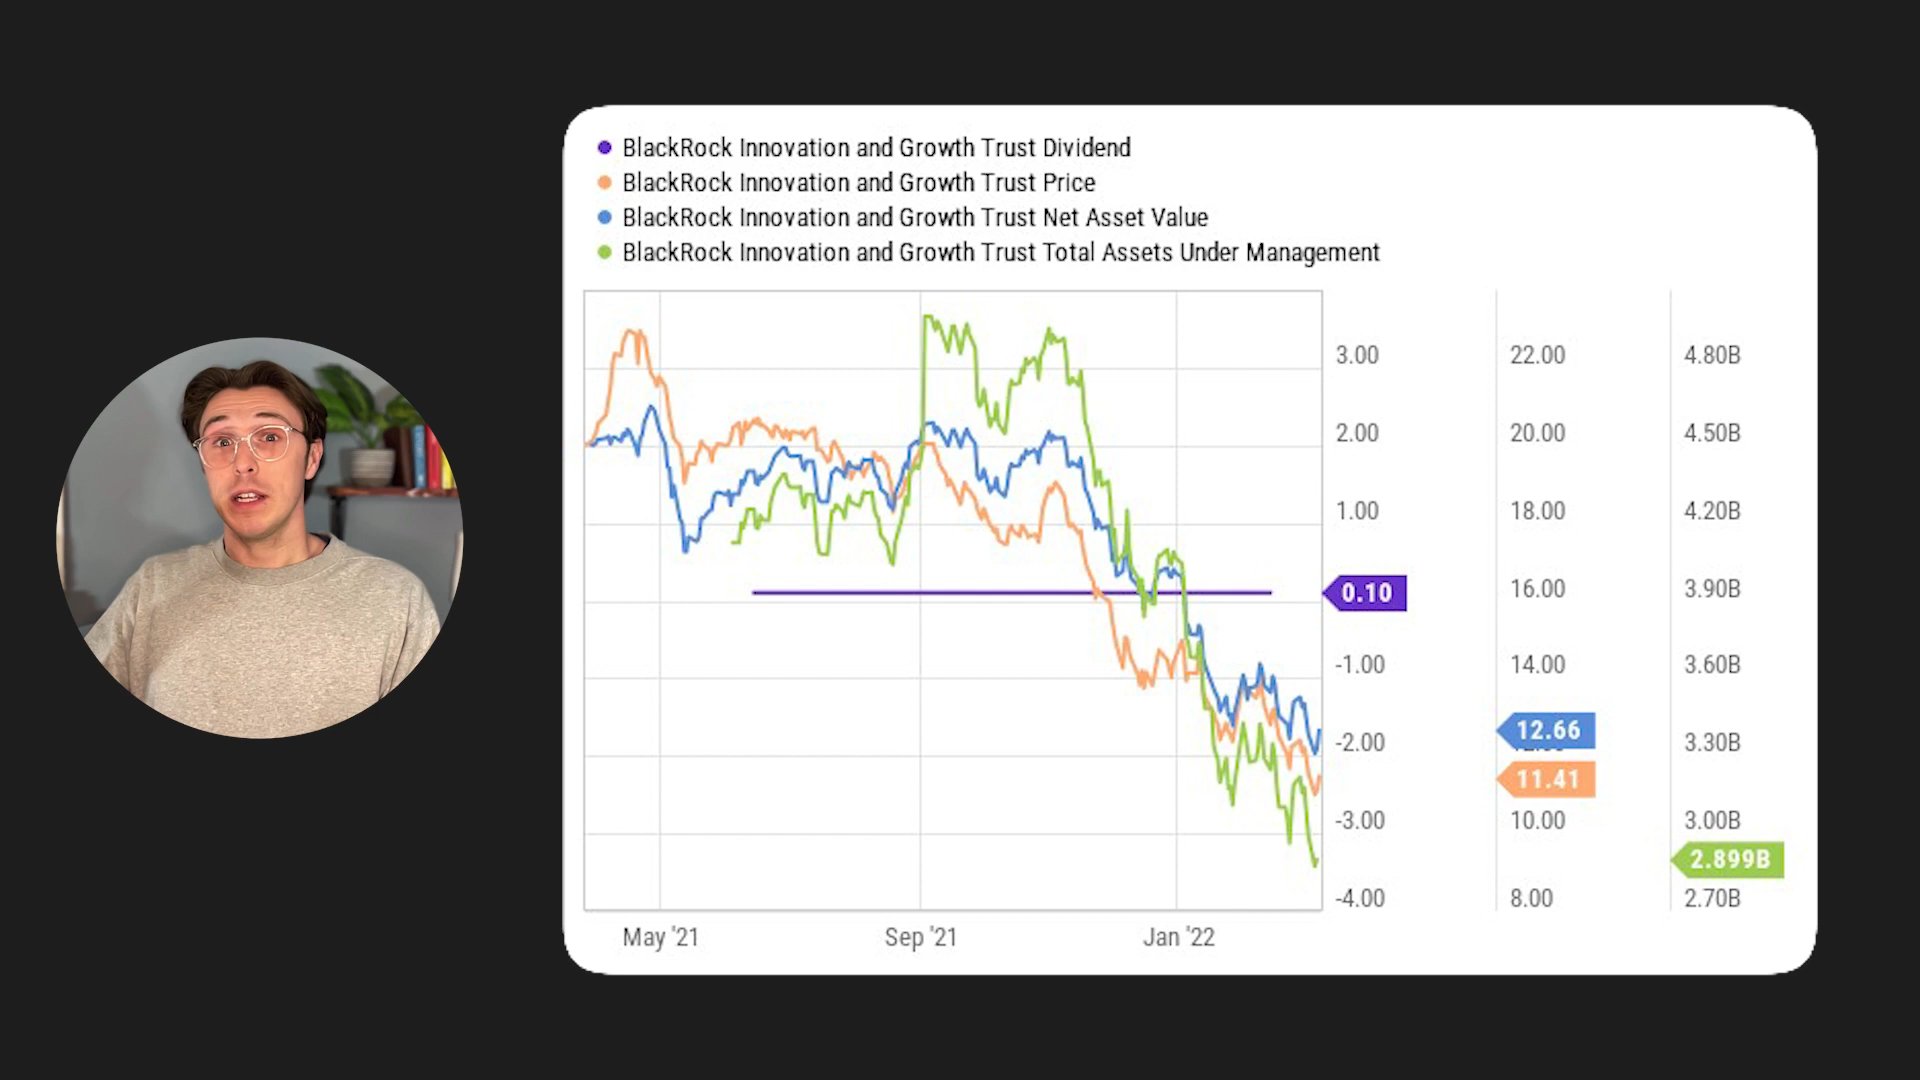 BlackRock Innovation and Growth Trust Dividend
BlackRock Innovation and Growth Trust Price
BlackRock Innovation and Growth Trust Net Asset Value
BlackRock Innovation and Growth Trust Total Assets Under Management
3.00 22.00 4.80B
2.00 20.00 4.50B
1.00 18.00 4.20B
0.10 16.00 3.90B
-1.00 14.00 3.60B
12.66
-2.00 3.30B
11.41
-3.00 10.00 3.00B
2.899B
-4.00 8.00 2.70B
May '21 Sep '21 Jan '22